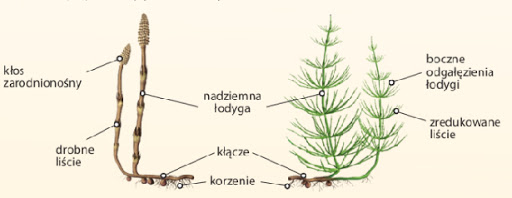 kłos
zarodnionośny
drobne
liście
nadziemna
łodyga
kłącze
korzenie
boczne
odgałęzienia
łodygi
zredukowane
liście